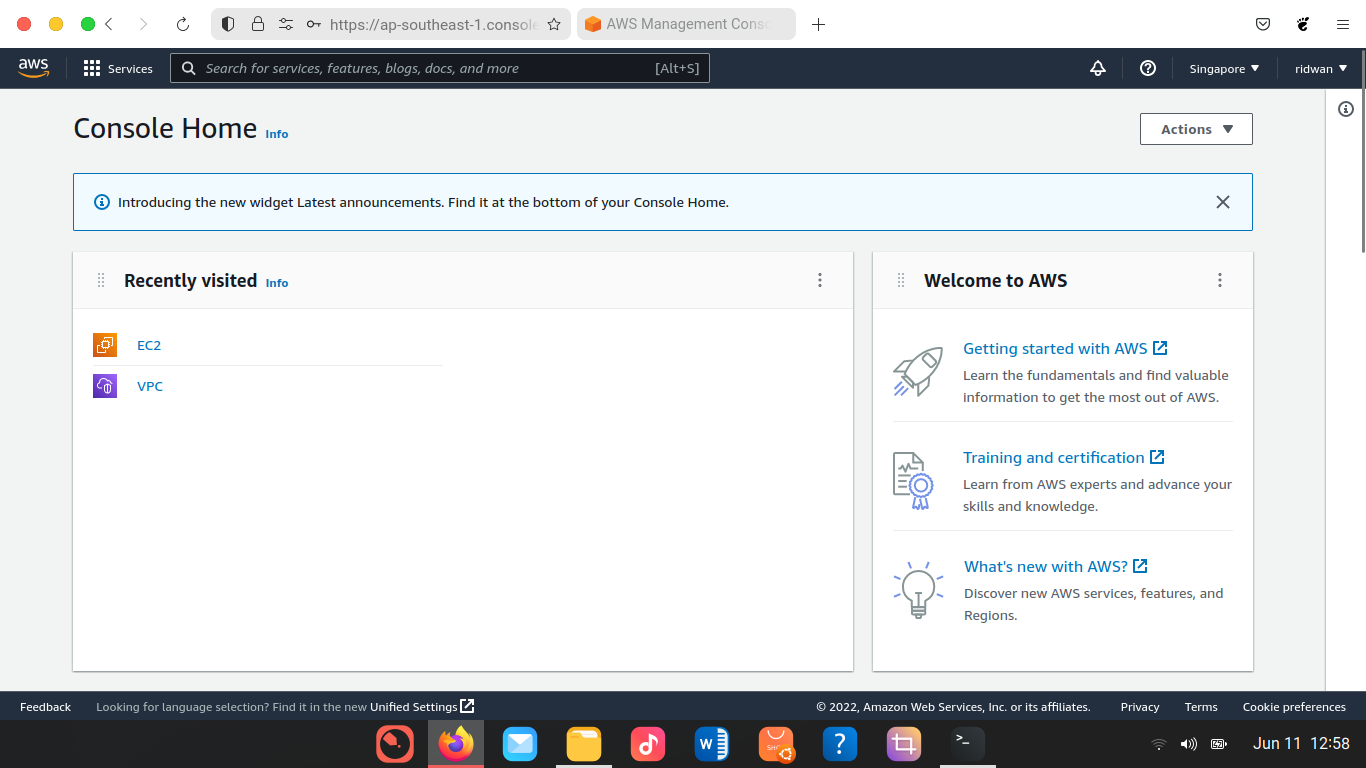 https://ap-southeast-1.console
AWS Management Conso
aws
Services
Search for services, features, blogs, docs, and more
[Alt+S]
Singapore
ridwan
Console Home Info
Actions
Introducing the new widget Latest announcements. Find it at the bottom of your Console Home.
Recently visited Info
EC2
VPC
Welcome to AWS
Getting started with AWS
Learn the fundamentals and find valuable
information to get the most out of AWS.
Training and certification
Learn from AWS experts and advance your
skills and knowledge.
What's new with AWS?
Discover new AWS services, features, and
Regions.
Feedback
Looking for language selection? Find it in the new Unified Settings
© 2022, Amazon Web Services, Inc. or its affiliates.
Privacy
Terms
Cookie preferences
W
?
>_
Jun 11 12:58